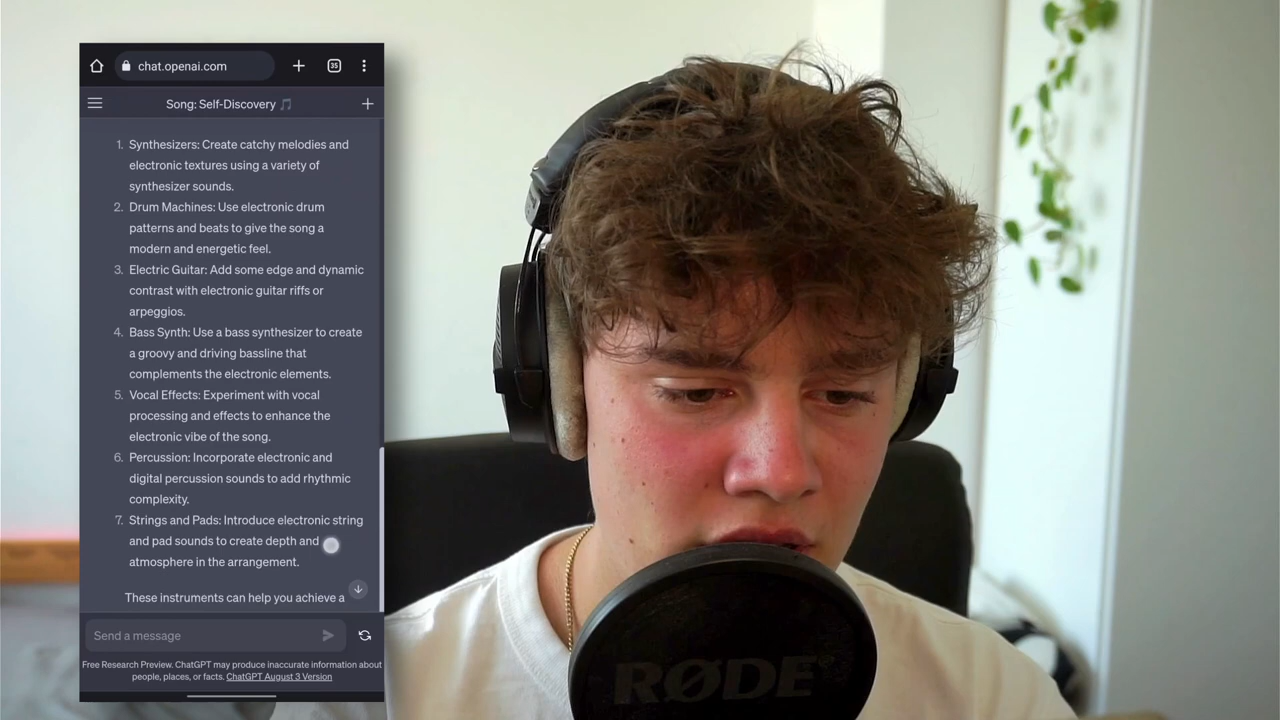 chat.openai.com
35
Song: Self-Discovery 🎵
1. Synthesizers: Create catchy melodies and
electronic textures using a variety of
synthesizer sounds.
2. Drum Machines: Use electronic drum
patterns and beats to give the song a
modern and energetic feel.
3. Electric Guitar: Add some edge and dynamic
contrast with electronic guitar riffs or
arpeggios.
4. Bass Synth: Use a bass synthesizer to create
a groovy and driving bassline that
complements the electronic elements.
5. Vocal Effects: Experiment with vocal
processing and effects to enhance the
electronic vibe of the song.
6. Percussion: Incorporate electronic and
digital percussion sounds to add rhythmic
complexity.
7. Strings and Pads: Introduce electronic string
and pad sounds to create depth and
atmosphere in the arrangement.
These instruments can help you achieve a
Send a message
Free Research Preview. ChatGPT may produce inaccurate information about
people, places, or facts. ChatGPT August 3 Version
RØDE